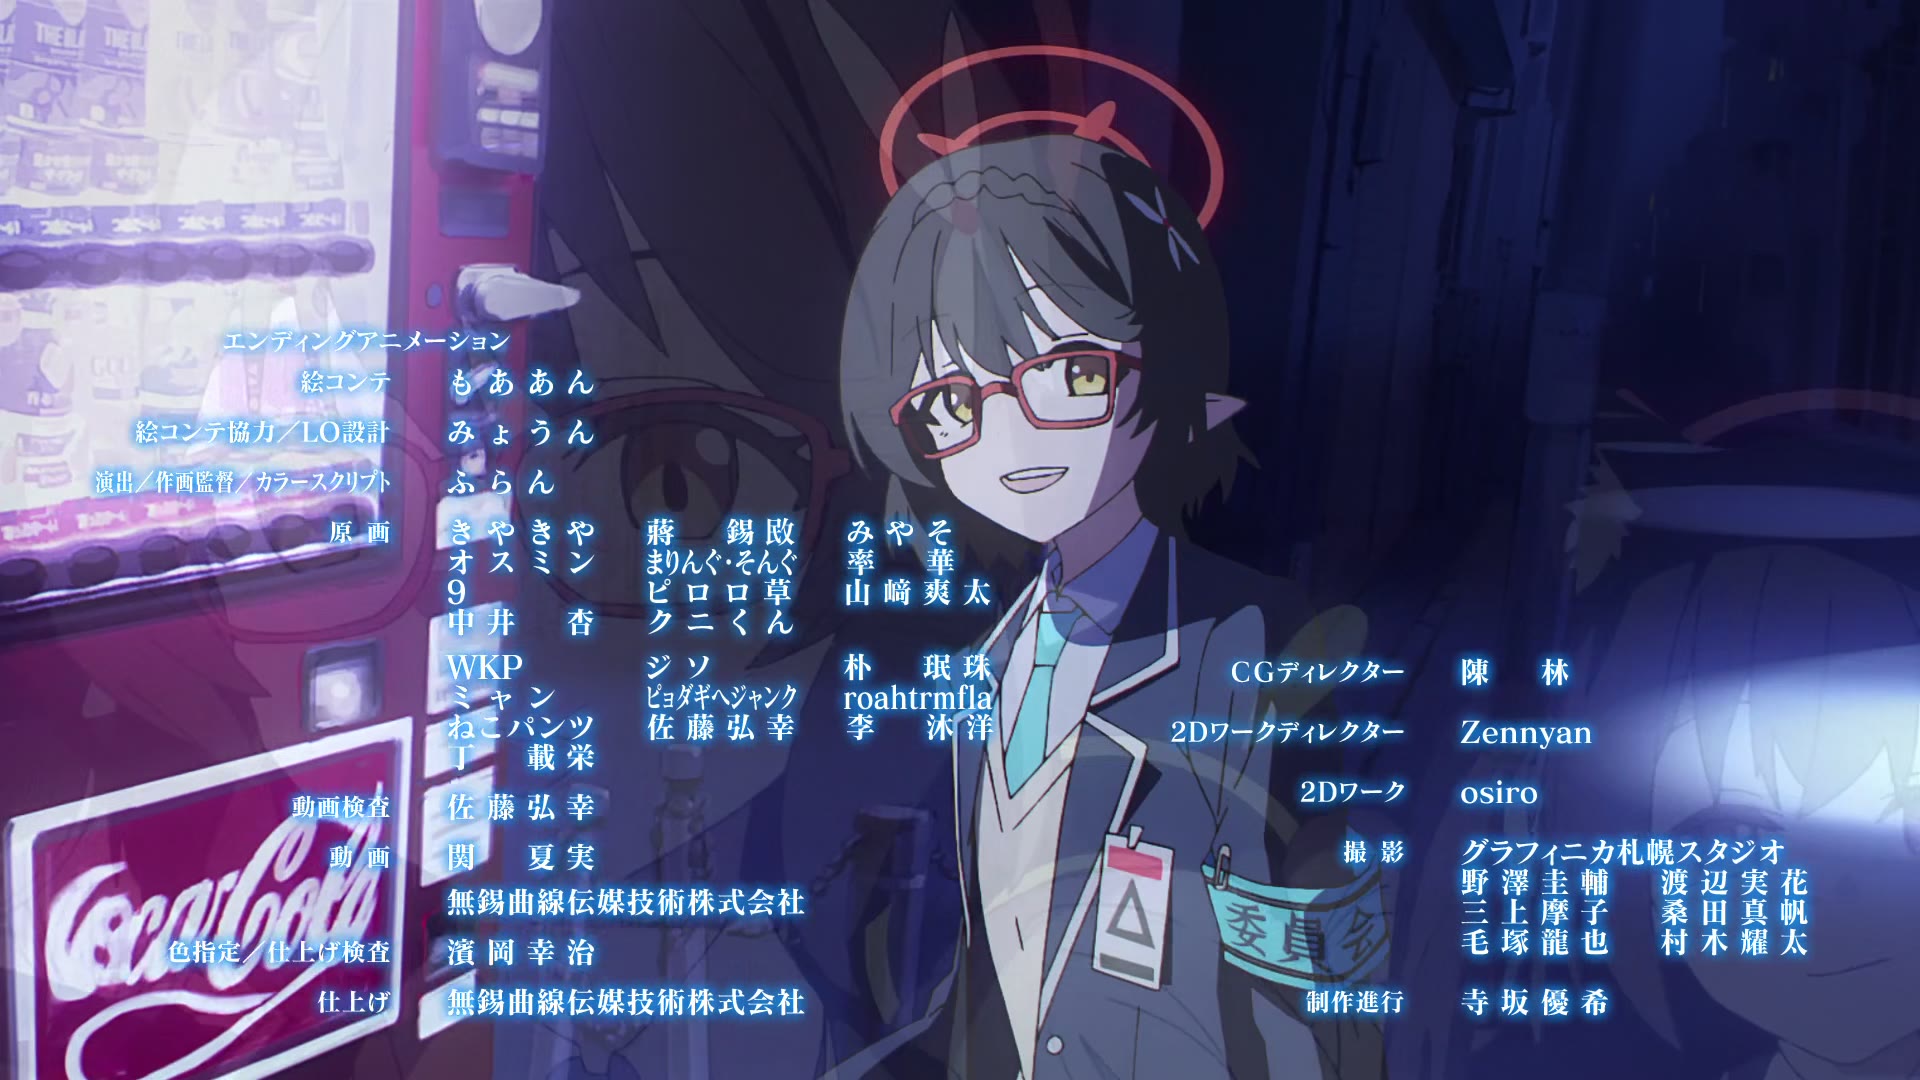 エンディングアニメーション
絵コンテ もああん
絵コンテ協力／LO設計 みょうん
演出／作画監督／カラースクリプト ふらん
原画 きやきや 蔣錫 みやそ
オスミン まりんぐ・そんぐ 率華
9 ピロロ草 山﨑爽太
中井杏 クニくん
WKP ジソ 朴珉珠
ミャン ピョダギヘジャンク roahtrmfla
ねこパンツ 佐藤弘幸 李沐洋
丁載栄
動画検査 佐藤弘幸
動画 関夏実
無錫曲線伝媒技術株式会社
色指定／仕上げ検査 濱岡幸治
仕上げ 無錫曲線伝媒技術株式会社
CGディレクター 陳林
2Dワークディレクター Zennyan
2Dワーク osiro
撮影 グラフィニカ札幌スタジオ
野澤圭輔 渡辺実花
三上摩子 桑田真帆
毛塚龍也 村木耀太
制作進行 寺坂優希
委員会
Coca Cora